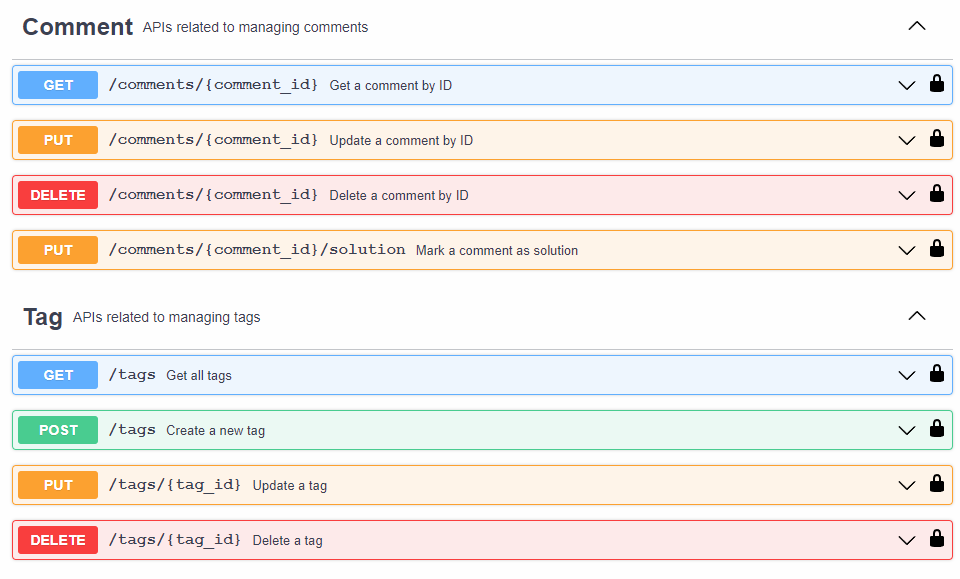 Comment APIs related to managing comments
GET /comments/{comment_id} Get a comment by ID
PUT /comments/{comment_id} Update a comment by ID
DELETE /comments/{comment_id} Delete a comment by ID
PUT /comments/{comment_id}/solution Mark a comment as solution
Tag APIs related to managing tags
GET /tags Get all tags
POST /tags Create a new tag
PUT /tags/{tag_id} Update a tag
DELETE /tags/{tag_id} Delete a tag